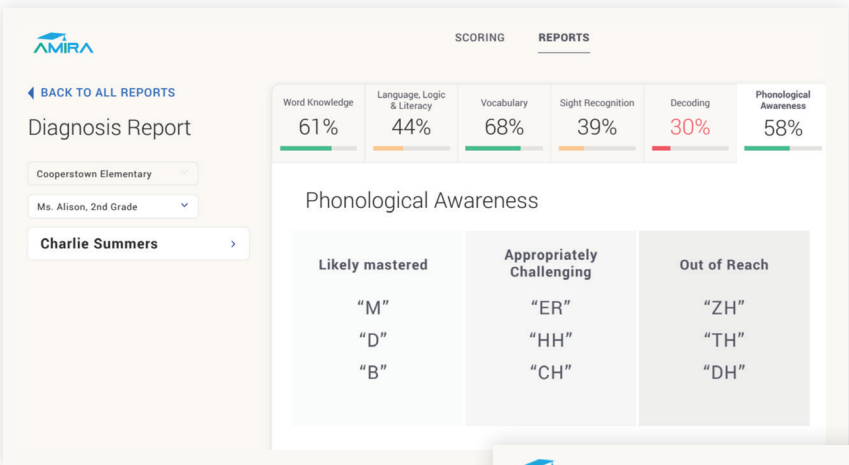 AMIRA
SCORING REPORTS
BACK TO ALL REPORTS
Diagnosis Report
Cooperstown Elementary
Ms. Alison, 2nd Grade
Charlie Summers
Word Knowledge
61%
Language, Logic
& Literacy
44%
Vocabulary
68%
Sight Recognition
39%
Decoding
30%
Phonological
Awareness
58%
Phonological Awareness
Likely mastered
“M”
“D”
“B”
Appropriately
Challenging
“ER”
“HH”
“CH”
Out of Reach
“ZH”
“TH”
“DH”